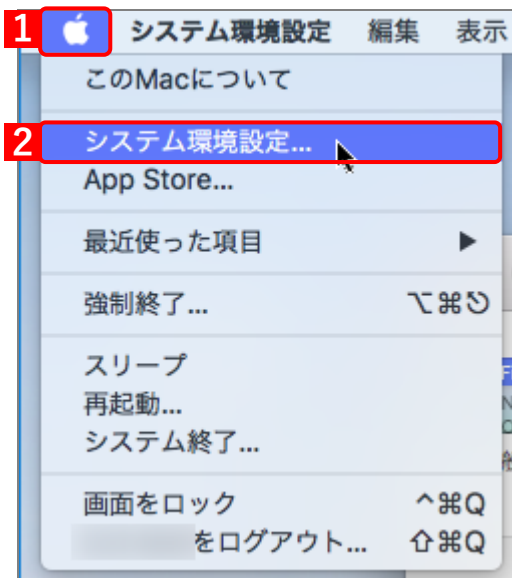 1  システム環境設定 編集 表示
このMacについて
2 システム環境設定...
App Store...
最近使った項目 ▶
強制終了... ⌥⌘⎋
スリープ
再起動...
システム終了...
画面をロック ^⌘Q
をログアウト... ⇧⌘Q